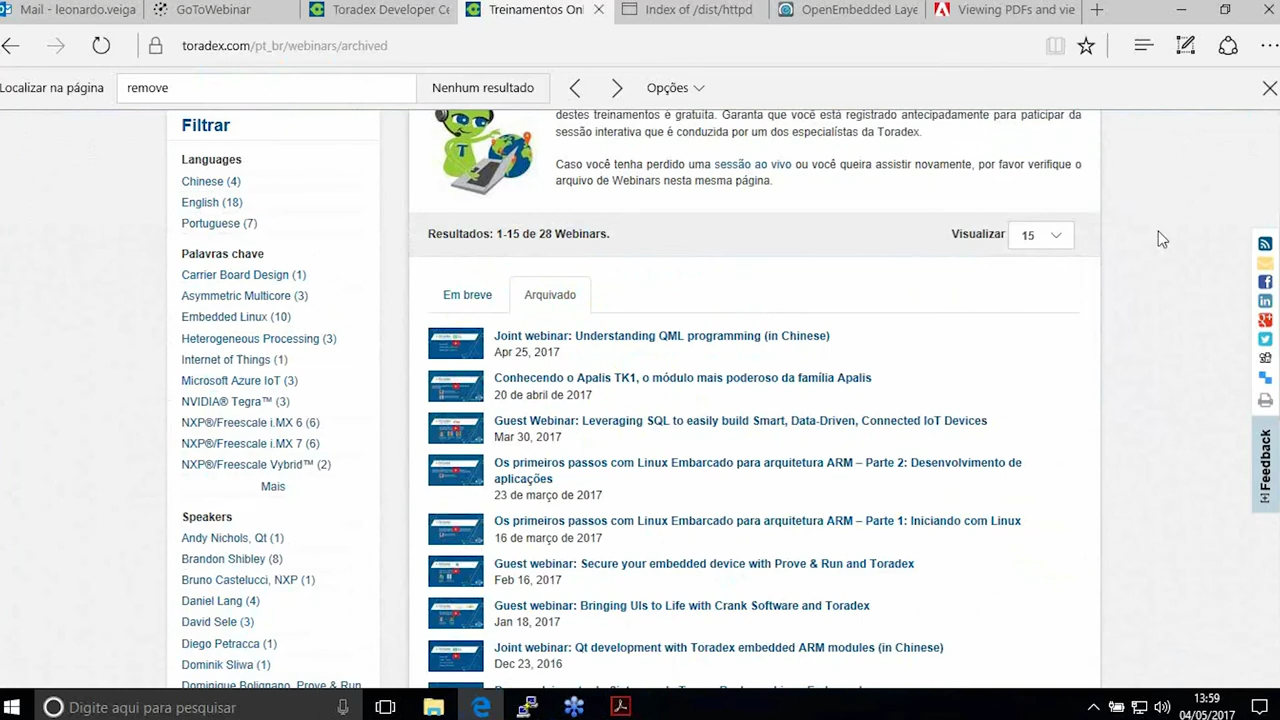 Mail - leonardo.veiga
GoToWebinar
Toradex Developer Ce
Treinamentos Onl
Index of /dist/httpd
OpenEmbedded Laye
Viewing PDFs and vie
toradex.com/pt_br/webinars/archived
Localizar na página
remove
Nenhum resultado
Opções
Filtrar
Languages
Chinese (4)
English (18)
Portuguese (7)
Palavras chave
Carrier Board Design (1)
Asymmetric Multicore (3)
Embedded Linux (10)
Heterogeneous Processing (3)
Internet of Things (1)
Microsoft Azure IoT (3)
NVIDIA® Tegra™ (3)
NXP®/Freescale i.MX 6 (6)
NXP®/Freescale i.MX 7 (6)
NXP®/Freescale Vybrid™ (2)
Mais
Speakers
Andy Nichols, Qt (1)
Brandon Shibley (8)
Bruno Castelucci, NXP (1)
Daniel Lang (4)
David Sele (3)
Diego Petracca (1)
Dominik Sliwa (1)
Dominique Bolignano, Prove & Run
destes treinamentos é gratuita. Garanta que você está registrado antecipadamente para paticipar da
sessão interativa que é conduzida por um dos especialistas da Toradex.
Caso você tenha perdido uma sessão ao vivo ou você queira assistir novamente, por favor verifique o
arquivo de Webinars nesta mesma página.
Resultados: 1-15 de 28 Webinars.
Visualizar
15
Em breve
Arquivado
Joint webinar: Understanding QML programming (in Chinese)
Apr 25, 2017
Conhecendo o Apalis TK1, o módulo mais poderoso da família Apalis
20 de abril de 2017
Guest Webinar: Leveraging SQL to easily build Smart, Data-Driven, Connected IoT Devices
Mar 30, 2017
Os primeiros passos com Linux Embarcado para arquitetura ARM – Parte 2: Desenvolvimento de
aplicações
23 de março de 2017
Os primeiros passos com Linux Embarcado para arquitetura ARM – Parte 1: Iniciando com Linux
16 de março de 2017
Guest webinar: Secure your embedded device with Prove & Run and Toradex
Feb 16, 2017
Guest webinar: Bringing UIs to Life with Crank Software and Toradex
Jan 18, 2017
Joint webinar: Qt development with Toradex embedded ARM modules (in Chinese)
Dec 23, 2016
[+] Feedback
Digite aqui para pesquisar
13:59
04/05/2017